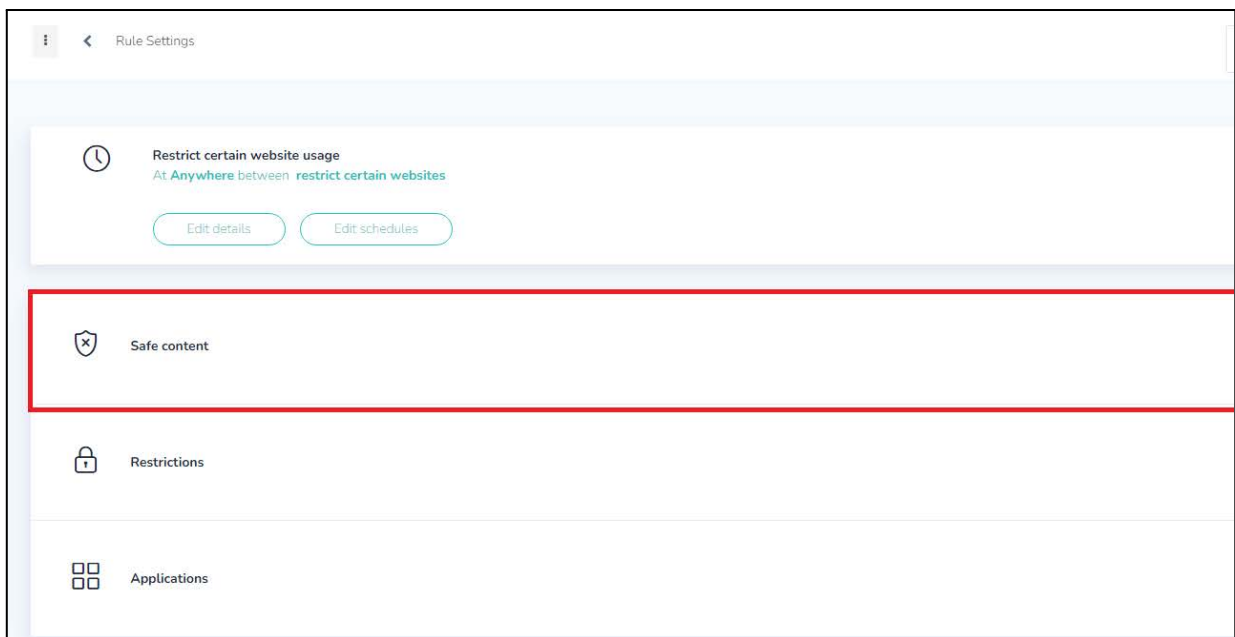 Rule Settings
Restrict certain website usage
At Anywhere between restrict certain websites
Edit details Edit schedules
Safe content
Restrictions
Applications